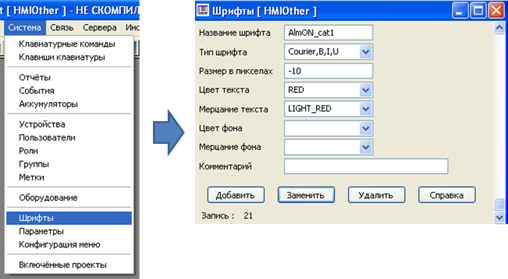 t [ HMIOther ] - НЕ СКОМПИЛ
Система Связь Сервера Инс
Клавиатурные команды
Клавиши клавиатуры
Отчёты
События
Аккумуляторы
Устройства
Пользователи
Роли
Группы
Метки
Оборудование
Шрифты
Параметры
Конфигурация меню
Включённые проекты
Шрифты [ HMIOther ]
Название шрифта AlmON_cat1
Тип шрифта Courier,B,I,U
Размер в пикселах -10
Цвет текста RED
Мерцание текста LIGHT_RED
Цвет фона
Мерцание фона
Комментарий
Добавить Заменить Удалить Справка
Запись : 21